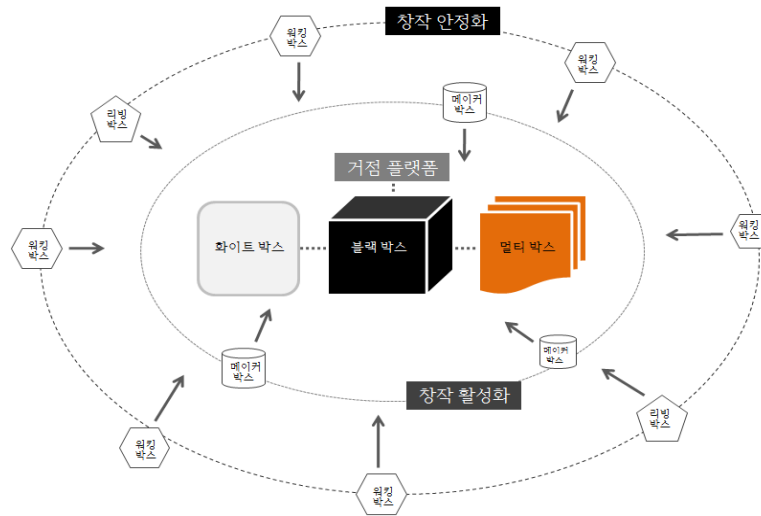 창작 안정화
워킹
박스
워킹
박스
메이커
박스
리빙
박스
거점 플랫폼
워킹
박스
화이트 박스
블랙 박스
멀티 박스
워킹
박스
메이커
박스
메이커
박스
창작 활성화
리빙
박스
워킹
박스
워킹
박스